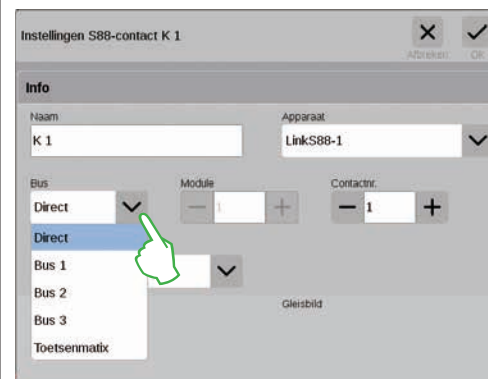 Instellingen S88-contact K 1
Afbreken OK
Info
Naam Apparaat
K 1 LinkS88-1
Bus Module Contactnr.
Direct 1 1
Direct
Bus 1
Bus 2
Bus 3
Gleisbild
Toetsenmatix